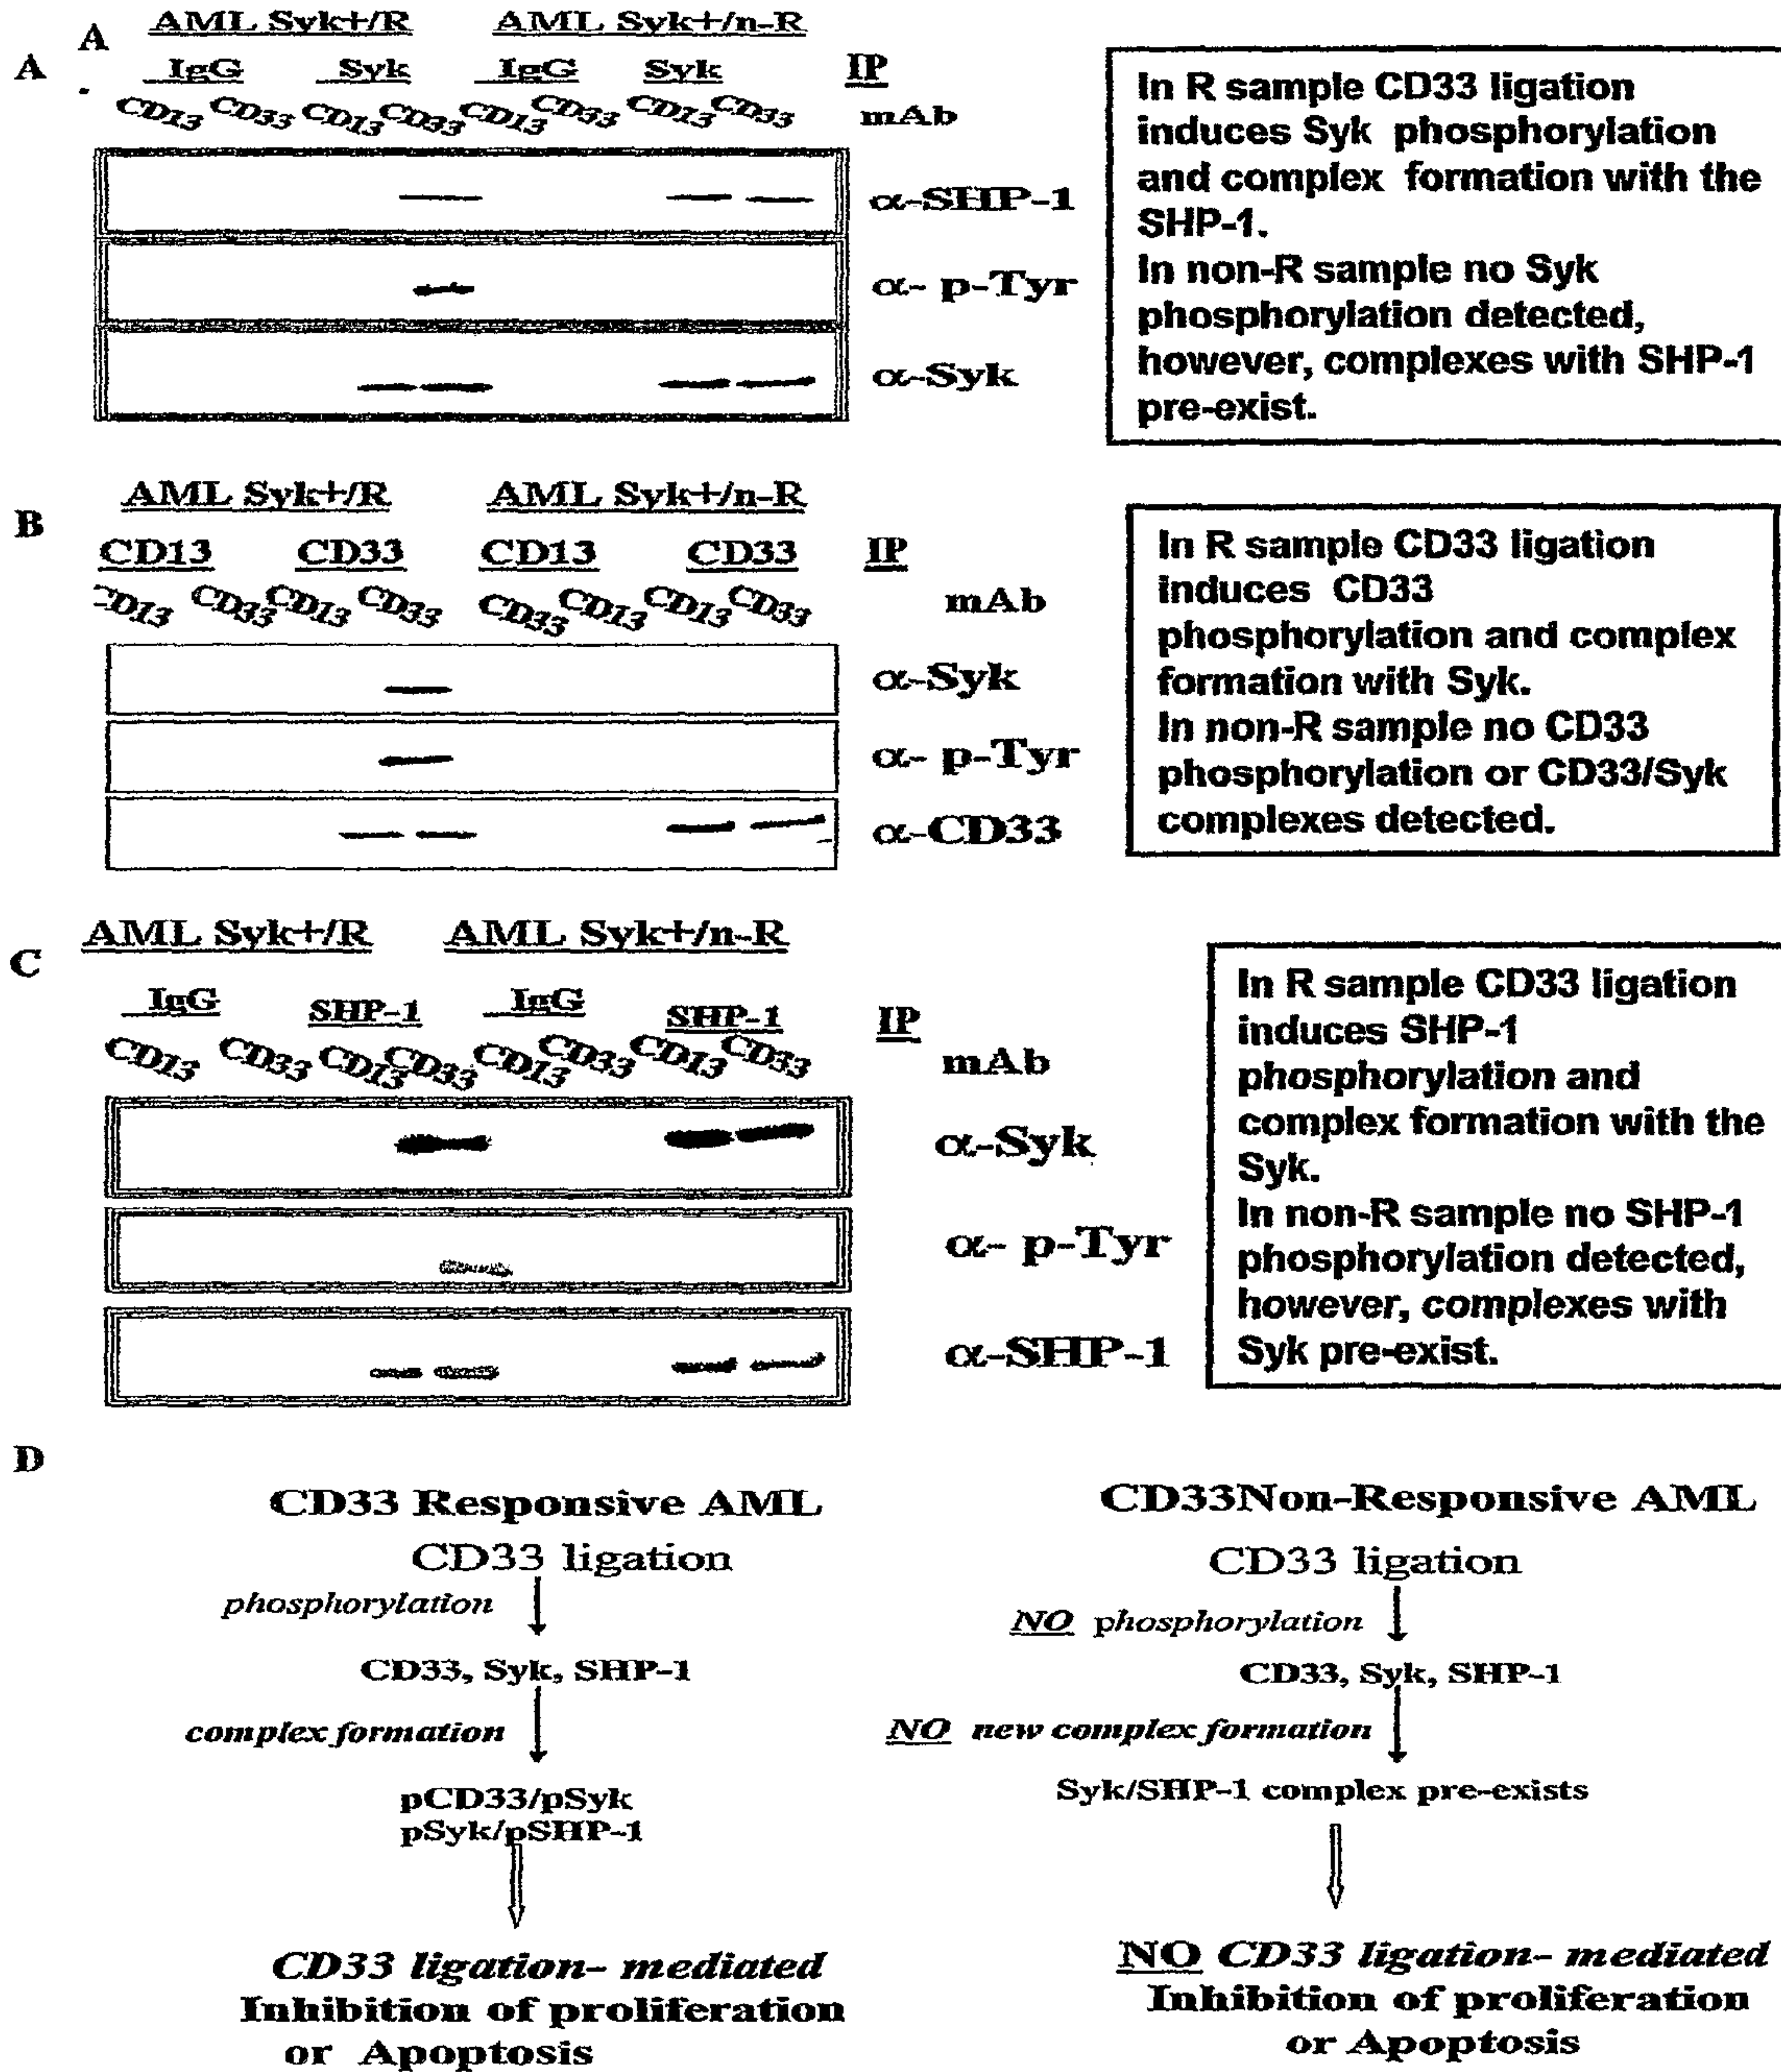 A
AML Syk+/R AML Syk+/n-R
A
IgG Syk IgG Syk IP
CD13 CD33 CD13 CD33 CD13 CD33 CD13 CD33 mAb
α-SHP-1
α- p-Tyr
α-Syk
In R sample CD33 ligation
induces Syk phosphorylation
and complex formation with the
SHP-1.
In non-R sample no Syk
phosphorylation detected,
however, complexes with SHP-1
pre-exist.
B
AML Syk+/R AML Syk+/n-R
CD13 CD33 CD13 CD33 IP
CD13 CD33 CD13 CD33 CD33 CD13 CD13 CD33 mAb
α-Syk
α- p-Tyr
α-CD33
In R sample CD33 ligation
induces CD33
phosphorylation and complex
formation with Syk.
In non-R sample no CD33
phosphorylation or CD33/Syk
complexes detected.
C
AML Syk+/R AML Syk+/n-R
IgG SHP-1 IgG SHP-1 IP
CD13 CD33 CD13 CD33 CD13 CD33 CD13 CD33 mAb
α-Syk
α- p-Tyr
α-SHP-1
In R sample CD33 ligation
induces SHP-1
phosphorylation and
complex formation with the
Syk.
In non-R sample no SHP-1
phosphorylation detected,
however, complexes with
Syk pre-exist.
D
CD33 Responsive AML
CD33 ligation
phosphorylation
CD33, Syk, SHP-1
complex formation
pCD33/pSyk
pSyk/pSHP-1
CD33 ligation- mediated
Inhibition of proliferation
or Apoptosis
CD33Non-Responsive AML
CD33 ligation
NO phosphorylation
CD33, Syk, SHP-1
NO new complex formation
Syk/SHP-1 complex pre-exists
NO CD33 ligation- mediated
Inhibition of proliferation
or Apoptosis